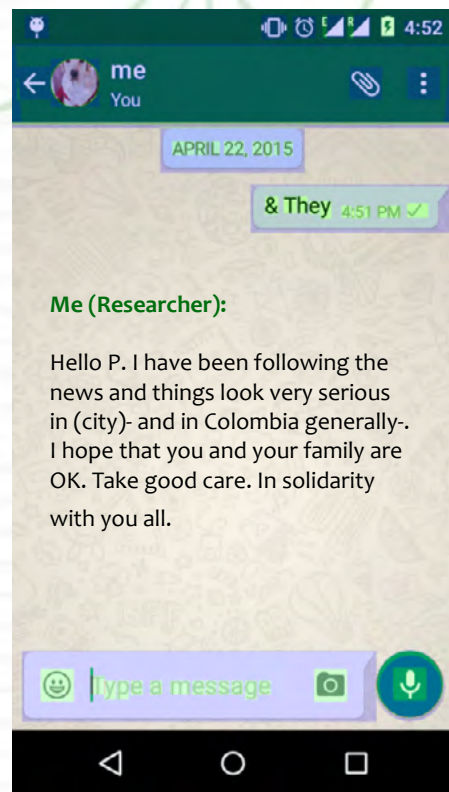 E R 4:52
me
You
APRIL 22, 2015
& They 4:51 PM
Me (Researcher):
Hello P. I have been following the
news and things look very serious
in (city)- and in Colombia generally-.
I hope that you and your family are
OK. Take good care. In solidarity
with you all.
Type a message